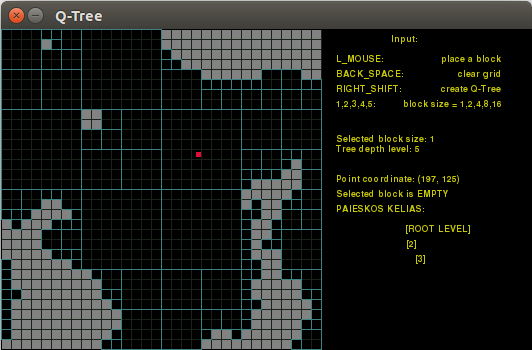 Q-Tree
Input:
L_MOUSE: place a block
BACK_SPACE: clear grid
RIGHT_SHIFT: create Q-Tree
1,2,3,4,5: block size = 1,2,4,8,16
Selected block size: 1
Tree depth level: 5
Point coordinate: (197, 125)
Selected block is EMPTY
PAIESKOS KELIAS:
[ROOT LEVEL]
[2]
[3]